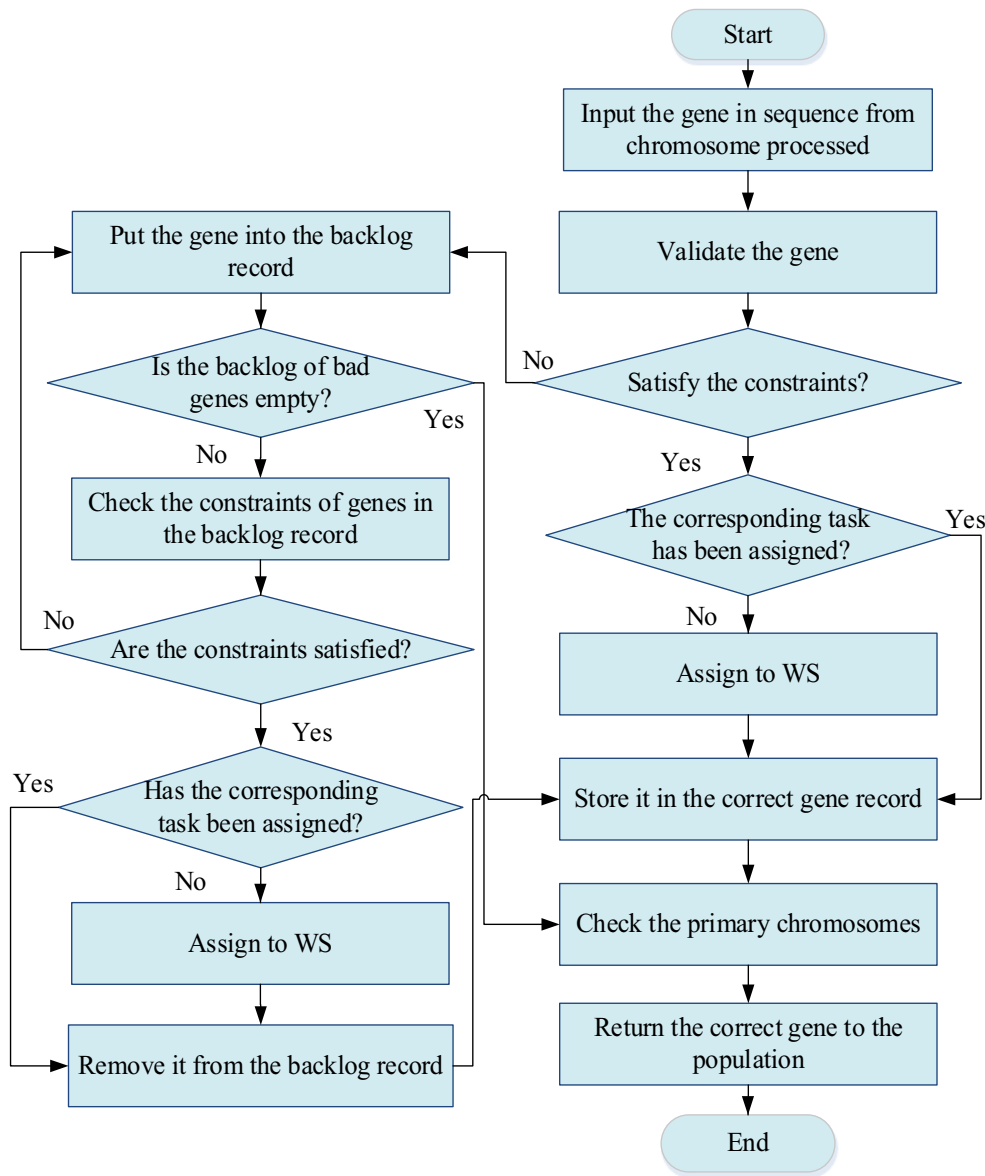 Start
Input the gene in sequence from
chromosome processed
Validate the gene
Satisfy the constraints?
No
Yes
The corresponding task
has been assigned?
Yes
No
Assign to WS
Store it in the correct gene record
Check the primary chromosomes
Return the correct gene to the
population
End
Put the gene into the backlog
record
Is the backlog of bad
genes empty?
Yes
No
Check the constraints of genes in
the backlog record
No
Are the constraints satisfied?
Yes
Yes
Has the corresponding
task been assigned?
No
Assign to WS
Remove it from the backlog record